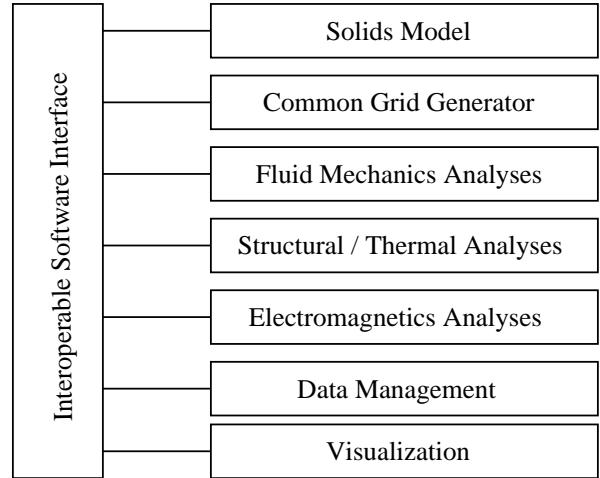 Interoperable Software Interface
Solids Model
Common Grid Generator
Fluid Mechanics Analyses
Structural / Thermal Analyses
Electromagnetics Analyses
Data Management
Visualization